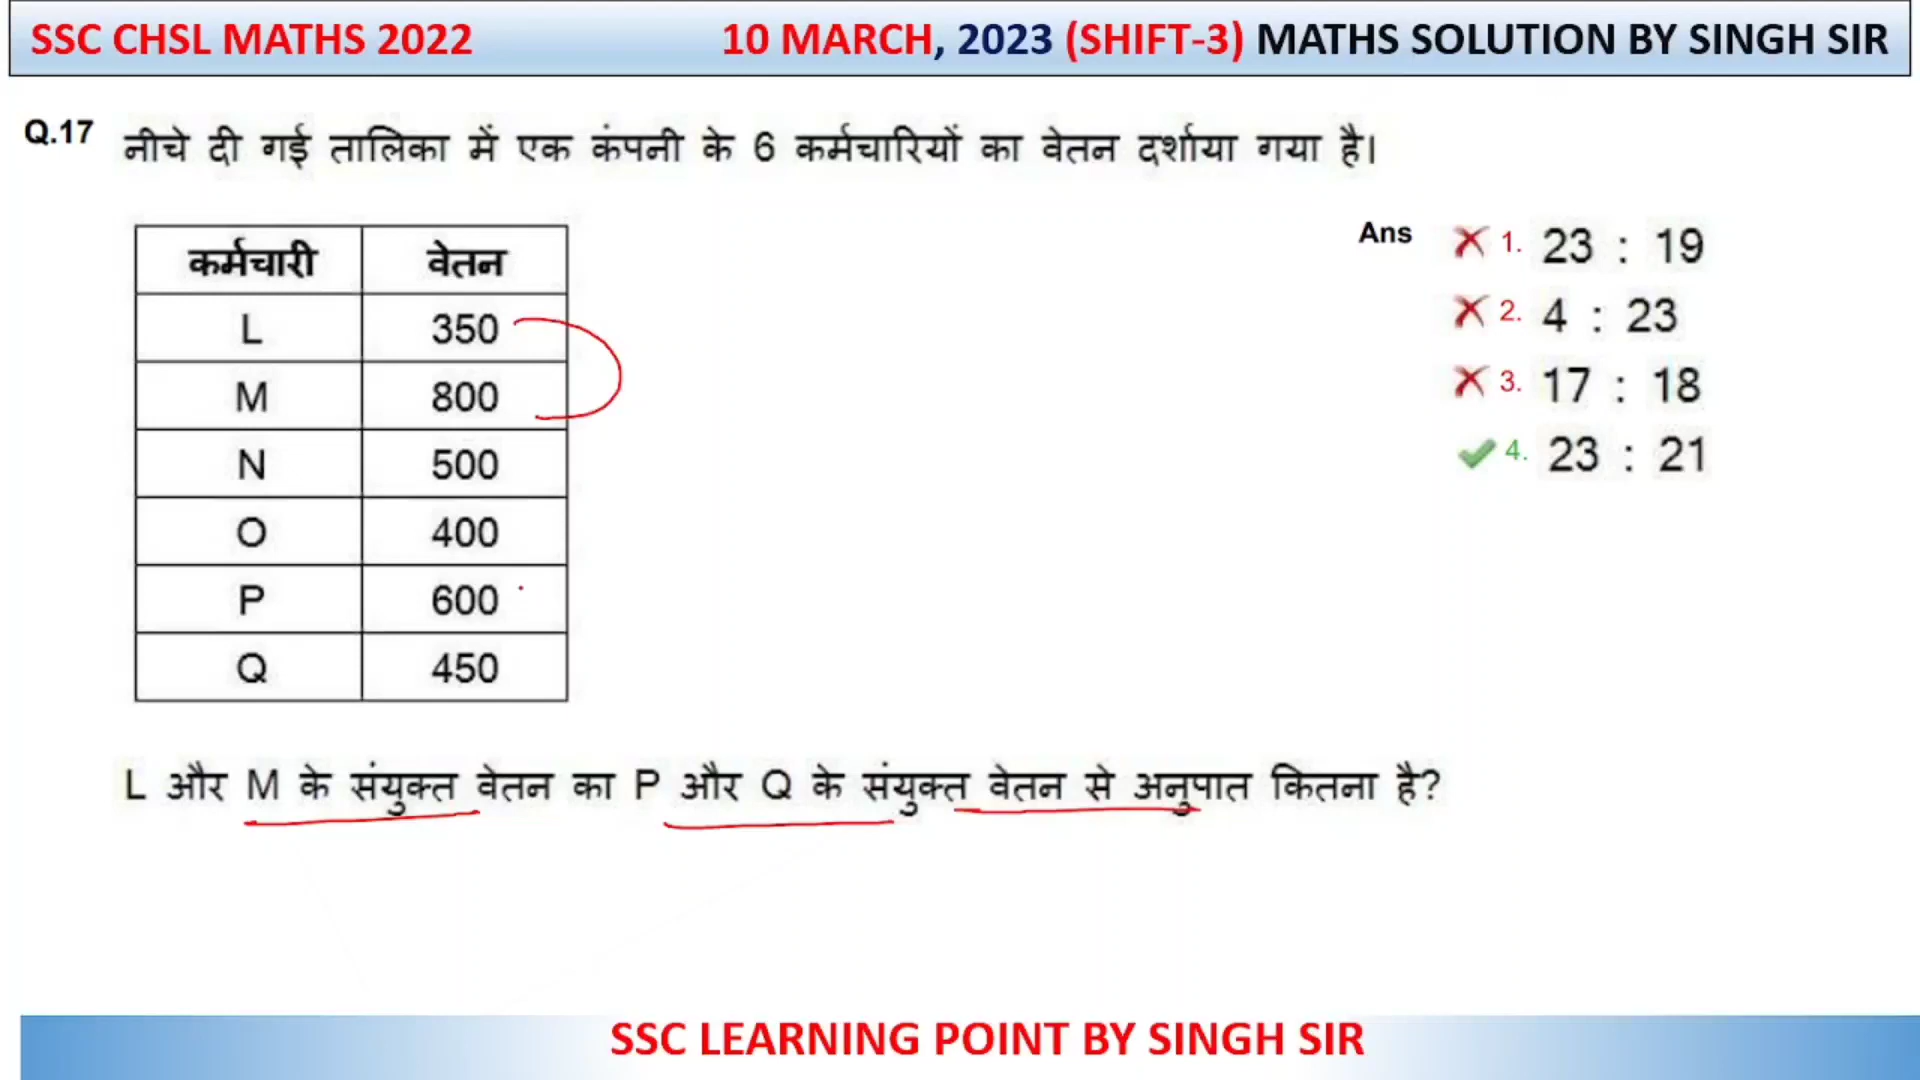 SSC CHSL MATHS 2022 10 MARCH, 2023 (SHIFT-3) MATHS SOLUTION BY SINGH SIR
Q.17 नीचे दी गई तालिका में एक कंपनी के 6 कर्मचारियों का वेतन दर्शाया गया है।
कर्मचारी वेतन
L 350
M 800
N 500
O 400
P 600
Q 450
Ans 1. 23 : 19
2. 4 : 23
3. 17 : 18
4. 23 : 21
L और M के संयुक्त वेतन का P और Q के संयुक्त वेतन से अनुपात कितना है?
SSC LEARNING POINT BY SINGH SIR